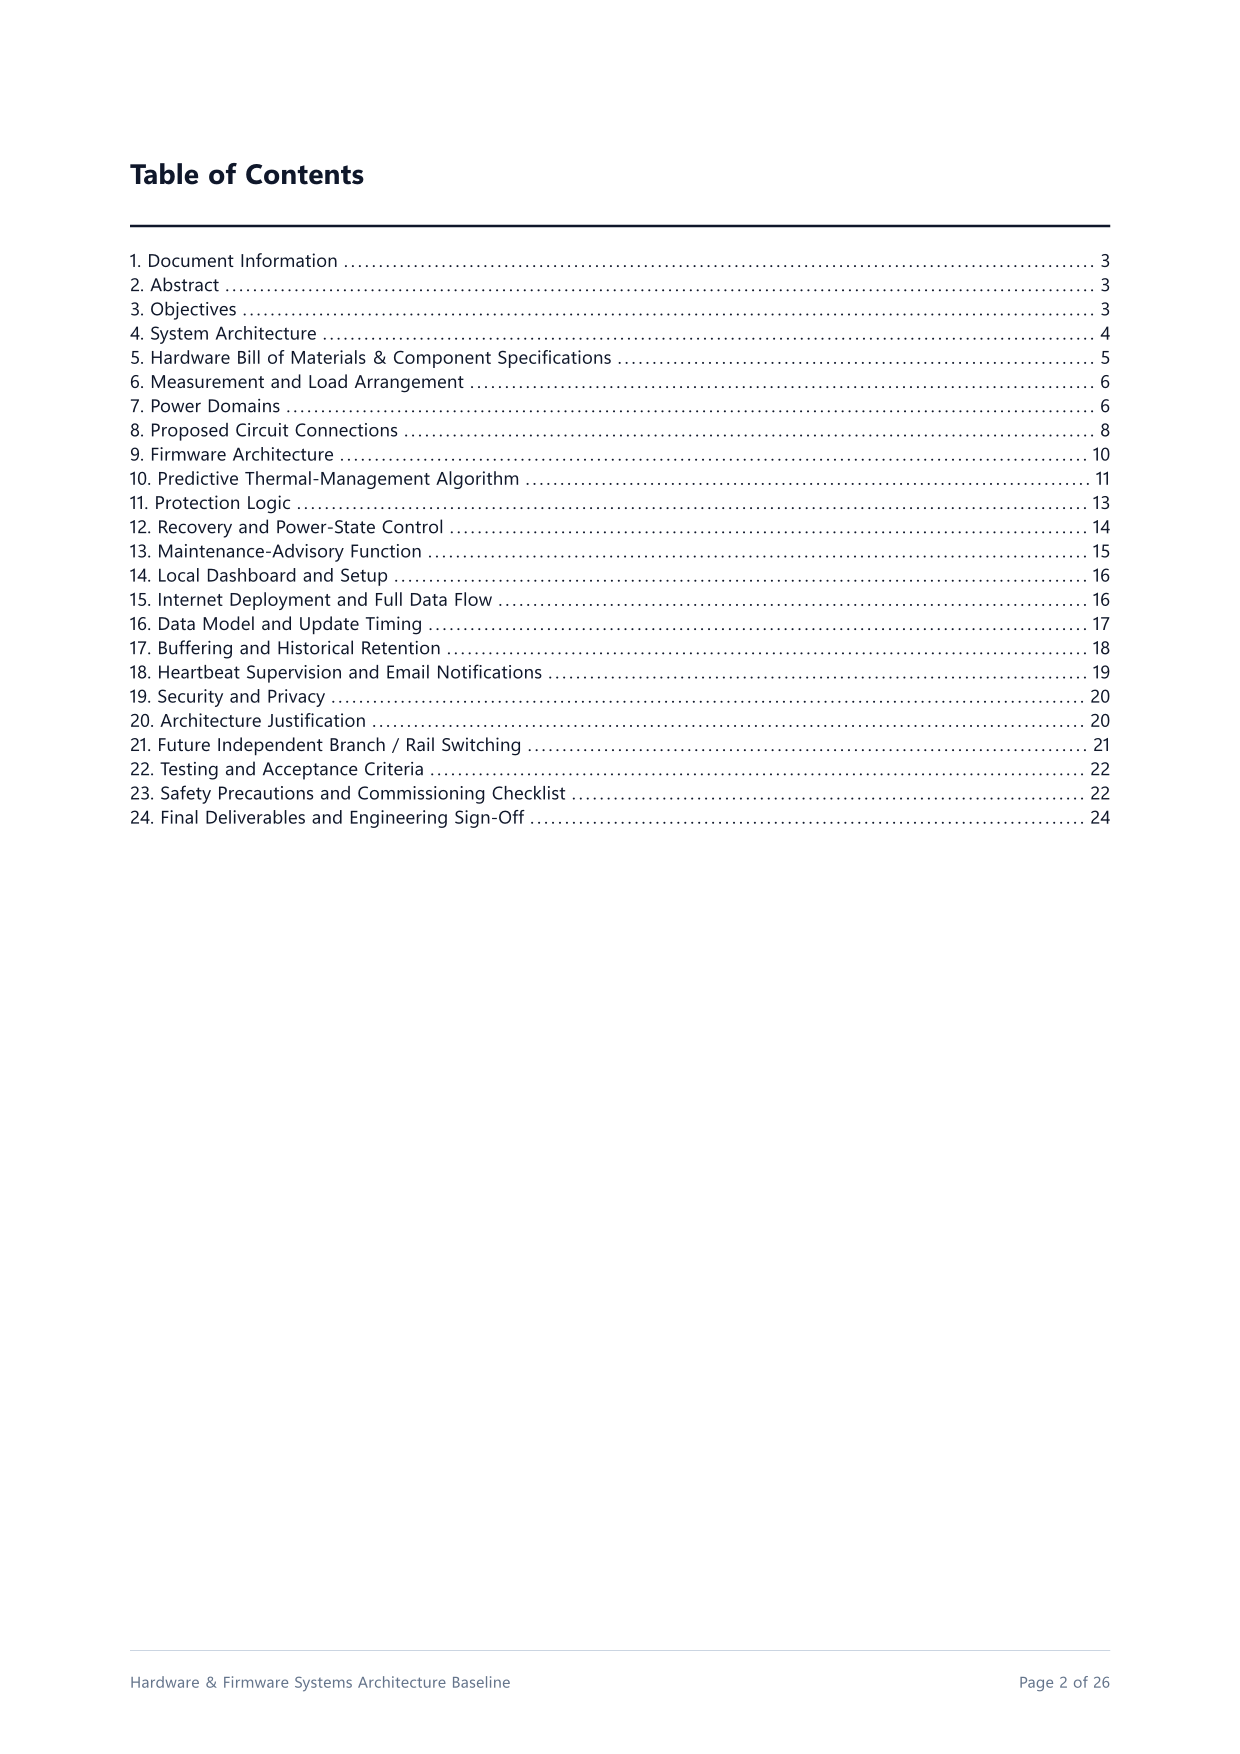 Table of Contents
1. Document Information ........................................................................................................ 3
2. Abstract ........................................................................................................ 3
3. Objectives ........................................................................................................ 3
4. System Architecture ........................................................................................................ 4
5. Hardware Bill of Materials & Component Specifications ........................................................................ 5
6. Measurement and Load Arrangement ........................................................................................ 6
7. Power Domains ........................................................................................................ 6
8. Proposed Circuit Connections ................................................................................................ 8
9. Firmware Architecture ........................................................................................................ 10
10. Predictive Thermal-Management Algorithm ................................................................................ 11
11. Protection Logic ........................................................................................................ 13
12. Recovery and Power-State Control ........................................................................................ 14
13. Maintenance-Advisory Function ............................................................................................ 15
14. Local Dashboard and Setup ................................................................................................ 16
15. Internet Deployment and Full Data Flow .................................................................................... 16
16. Data Model and Update Timing ............................................................................................ 17
17. Buffering and Historical Retention ........................................................................................ 18
18. Heartbeat Supervision and Email Notifications ............................................................................ 19
19. Security and Privacy ........................................................................................................ 20
20. Architecture Justification .................................................................................................... 20
21. Future Independent Branch / Rail Switching ................................................................................ 21
22. Testing and Acceptance Criteria ............................................................................................ 22
23. Safety Precautions and Commissioning Checklist ........................................................................ 22
24. Final Deliverables and Engineering Sign-Off ................................................................................ 24
Hardware & Firmware Systems Architecture Baseline
Page 2 of 26